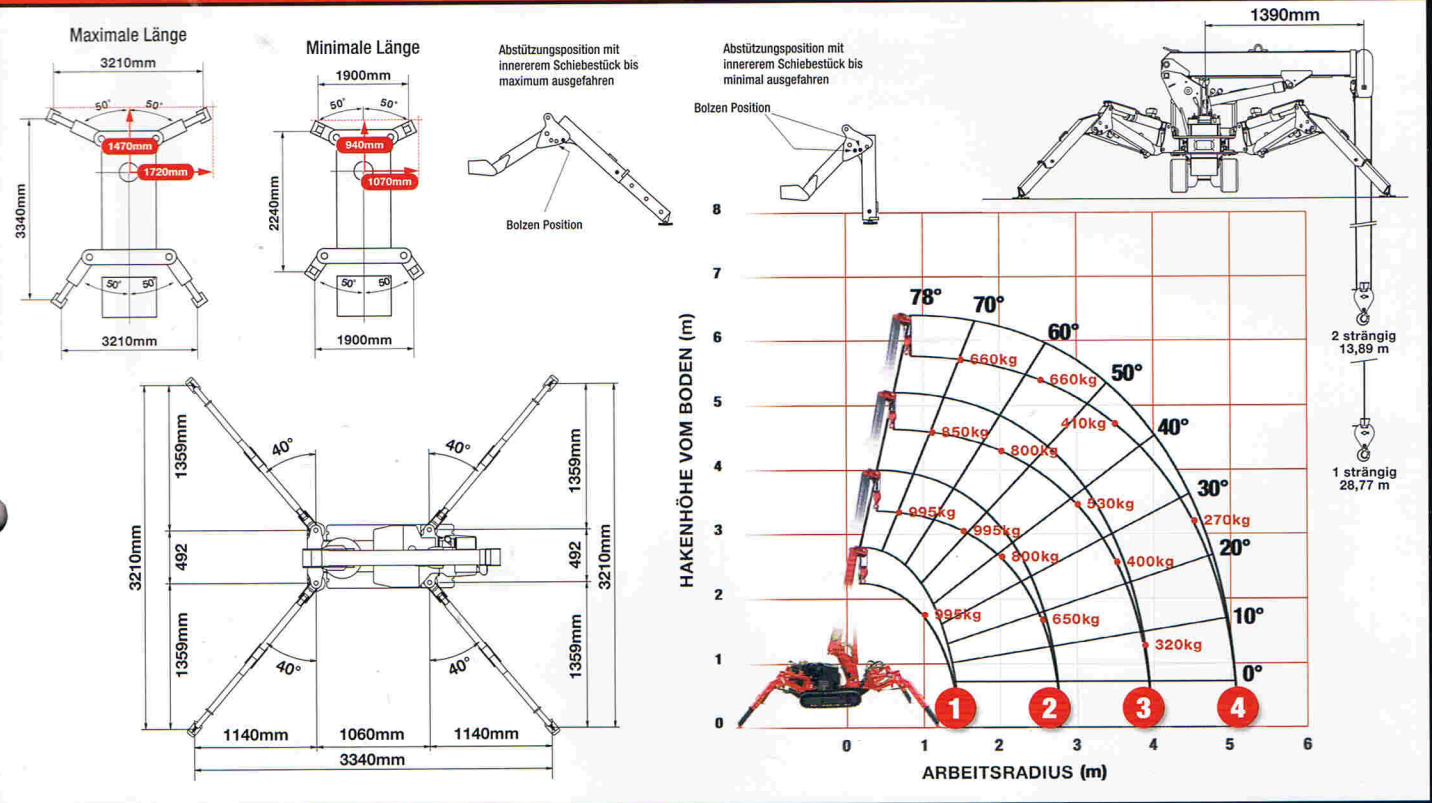 Maximale Länge
3210mm
50°
50°
1470mm
1720mm
3340mm
50°
50
3210mm
Minimale Länge
1900mm
50°
50°
940mm
1070mm
2240mm
50°
50
1900mm
Abstützungsposition mit
innererem Schiebestück bis
maximum ausgefahren
Bolzen Position
Abstützungsposition mit
innererem Schiebestück bis
minimal ausgefahren
Bolzen Position
1390mm
2 strängig
13,89 m
1 strängig
28,77 m
1359mm
492
1359mm
3210mm
40°
40°
40°
40°
1359mm
492
1359mm
3210mm
1140mm
1060mm
1140mm
3340mm
HAKENHÖHE VOM BODEN (m)
8
7
6
5
4
3
2
1
0
78°
70°
60°
50°
40°
30°
20°
10°
0°
660kg
660kg
410kg
270kg
850kg
800kg
530kg
400kg
320kg
995kg
995kg
800kg
650kg
995kg
1
2
3
4
0
1
2
3
4
5
6
ARBEITSRADIUS (m)